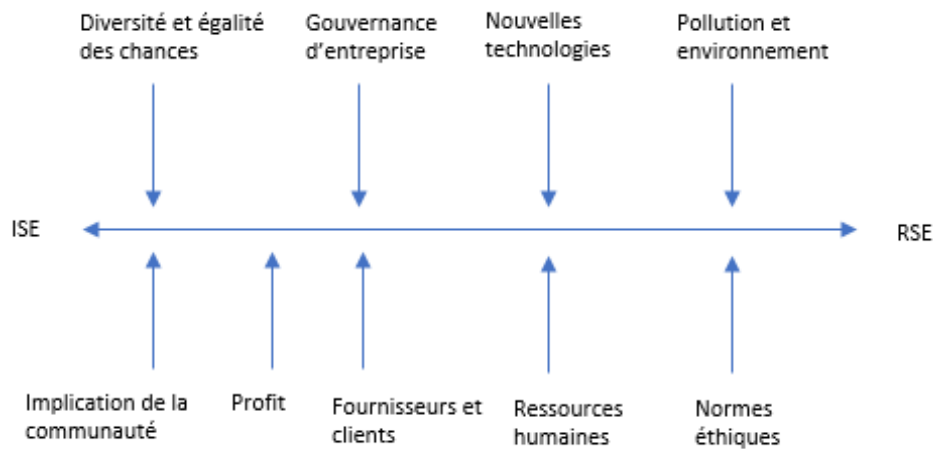 Diversité et égalité
des chances
Gouvernance
d'entreprise
Nouvelles
technologies
Pollution et
environnement
ISE
RSE
Implication de la
communauté
Profit
Fournisseurs et
clients
Ressources
humaines
Normes
éthiques